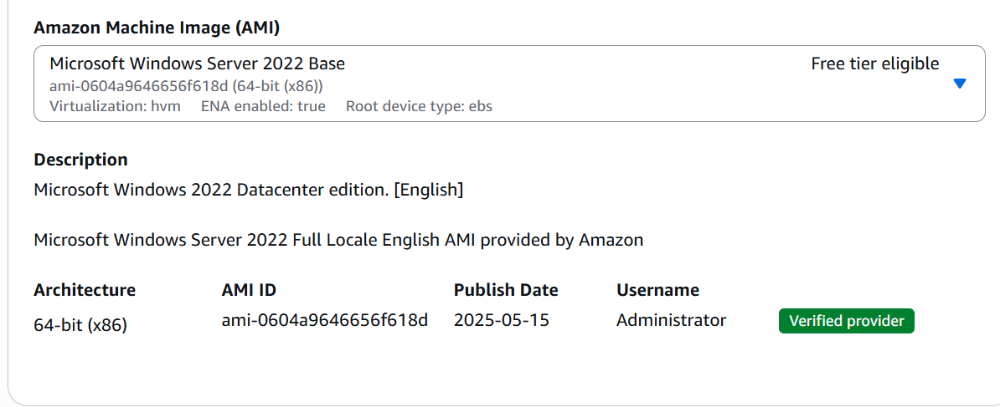 Amazon Machine Image (AMI)
Microsoft Windows Server 2022 Base
Free tier eligible
ami-0604a9646656f618d (64-bit (x86))
Virtualization: hvm ENA enabled: true Root device type: ebs
Description
Microsoft Windows 2022 Datacenter edition. [English]
Microsoft Windows Server 2022 Full Locale English AMI provided by Amazon
Architecture AMI ID Publish Date Username
64-bit (x86) ami-0604a9646656f618d 2025-05-15 Administrator Verified provider